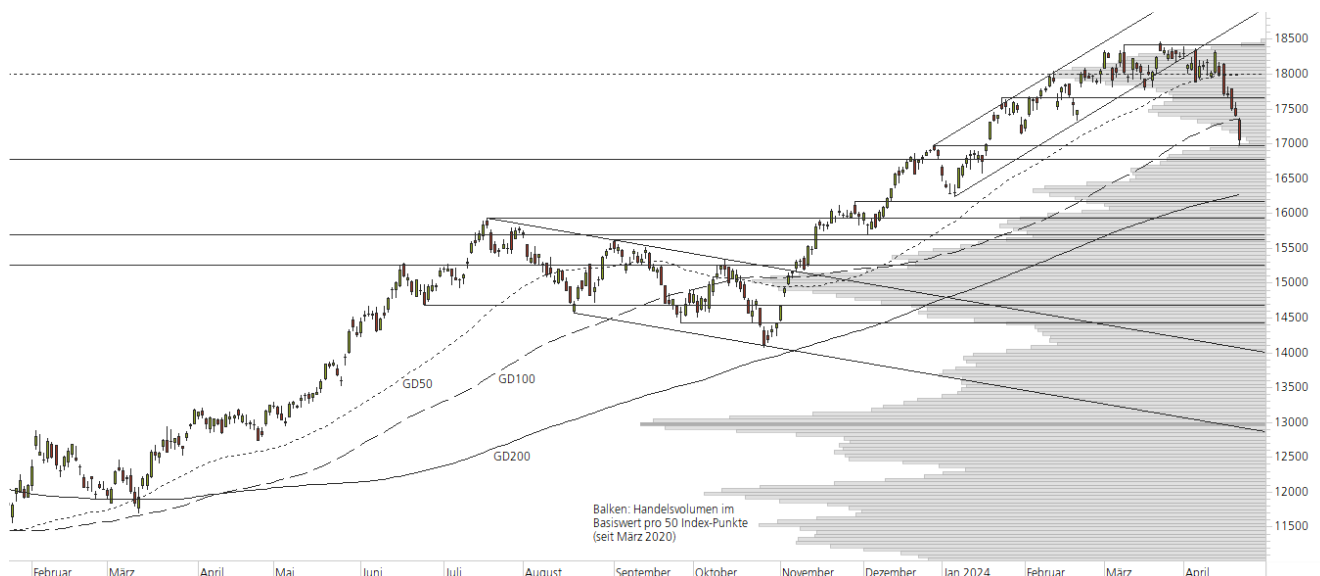 18500
18000
17500
17000
16500
16000
15500
15000
14500
14000
13500
13000
12500
12000
11500
GD50
GD100
GD200
Balken: Handelsvolumen im
Basiswert pro 50 Index-Punkte
(seit März 2020)
Februar März April Mai Juni Juli August September Oktober November Dezember Jan 2024 Februar März April